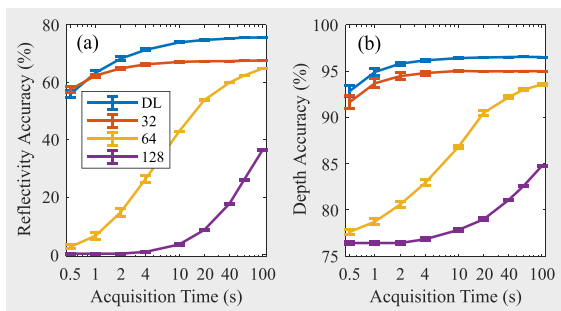 (a)
Reflectivity Accuracy (%)
80
60
40
20
0
DL
32
64
128
0.5 1 2 4 10 20 40 100
Acquisition Time (s)
(b)
Depth Accuracy (%)
100
95
90
85
80
75
0.5 1 2 4 10 20 40 100
Acquisition Time (s)